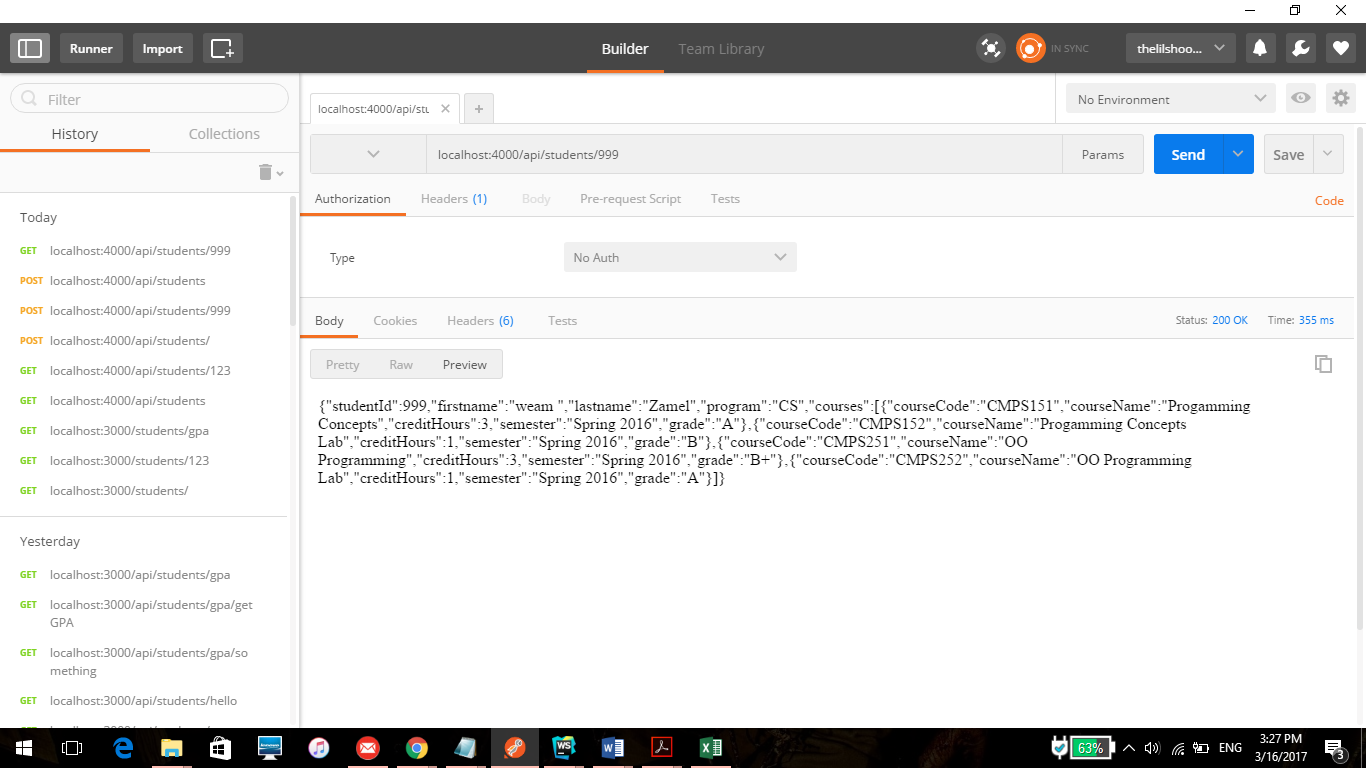 Runner
Import
Builder
Team Library
IN SYNC
thelilshoo...
Filter
History
Collections
Today
GET localhost:4000/api/students/999
POST localhost:4000/api/students
POST localhost:4000/api/students/999
POST localhost:4000/api/students/
GET localhost:4000/api/students/123
GET localhost:4000/api/students
GET localhost:3000/students/gpa
GET localhost:3000/students/123
GET localhost:3000/students/
Yesterday
GET localhost:3000/api/students/gpa
GET localhost:3000/api/students/gpa/get
GPA
GET localhost:3000/api/students/gpa/so
mething
GET localhost:3000/api/students/hello
localhost:4000/api/stu
No Environment
localhost:4000/api/students/999
Params
Send
Save
Authorization
Headers (1)
Body
Pre-request Script
Tests
Code
Type
No Auth
Body
Cookies
Headers (6)
Tests
Status: 200 OK
Time: 355 ms
Pretty
Raw
Preview
{"studentId":999,"firstname":"weam ","lastname":"Zamel","program":"CS","courses":[{"courseCode":"CMPS151","courseName":"Progamming
Concepts","creditHours":3,"semester":"Spring 2016","grade":"A"},{"courseCode":"CMPS152","courseName":"Progamming Concepts
Lab","creditHours":1,"semester":"Spring 2016","grade":"B"},{"courseCode":"CMPS251","courseName":"OO
Programming","creditHours":3,"semester":"Spring 2016","grade":"B+"},{"courseCode":"CMPS252","courseName":"OO Programming
Lab","creditHours":1,"semester":"Spring 2016","grade":"A"}]}
WS
63%
ENG
3:27 PM
3/16/2017
3